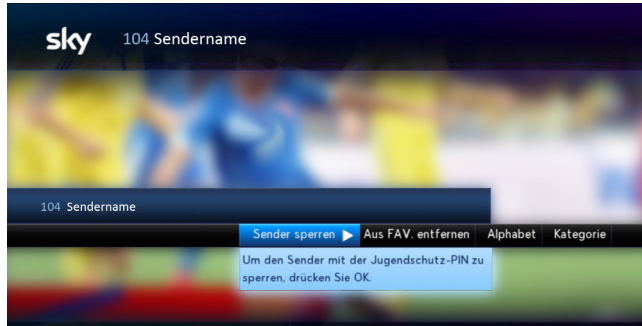 sky 104 Sendername
104 Sendername
Sender sperren Aus FAV. entfernen Alphabet Kategorie
Um den Sender mit der Jugendschutz-PIN zu
sperren, drücken Sie OK.